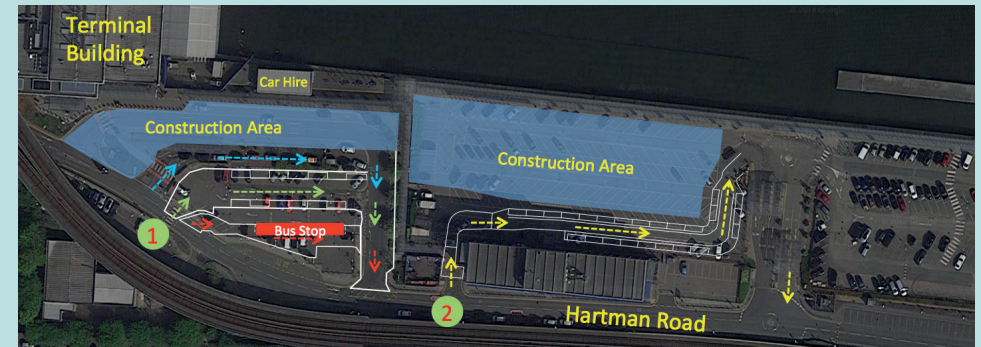 Terminal
Building
Car Hire
Construction Area
Construction Area
Bus Stop
1
2
Hartman Road